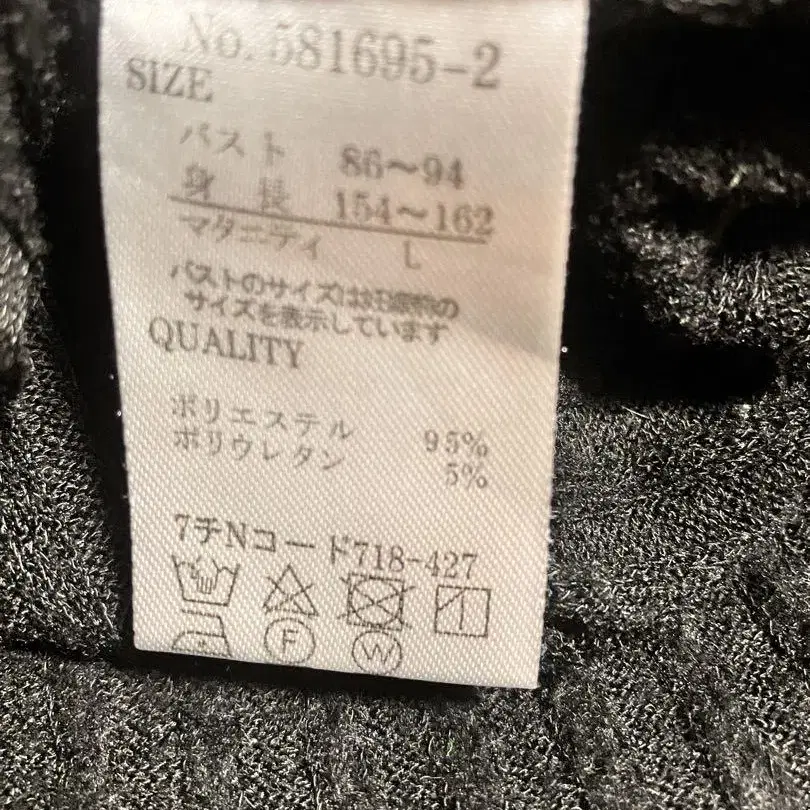 No. 581695-2
SIZE
バスト 86～94
身長 154～162
マタニティ L
バストのサイズは妊娠前の
サイズを表示しています
QUALITY
ポリエステル 95%
ポリウレタン 5%
7チNコード718-427
F
W